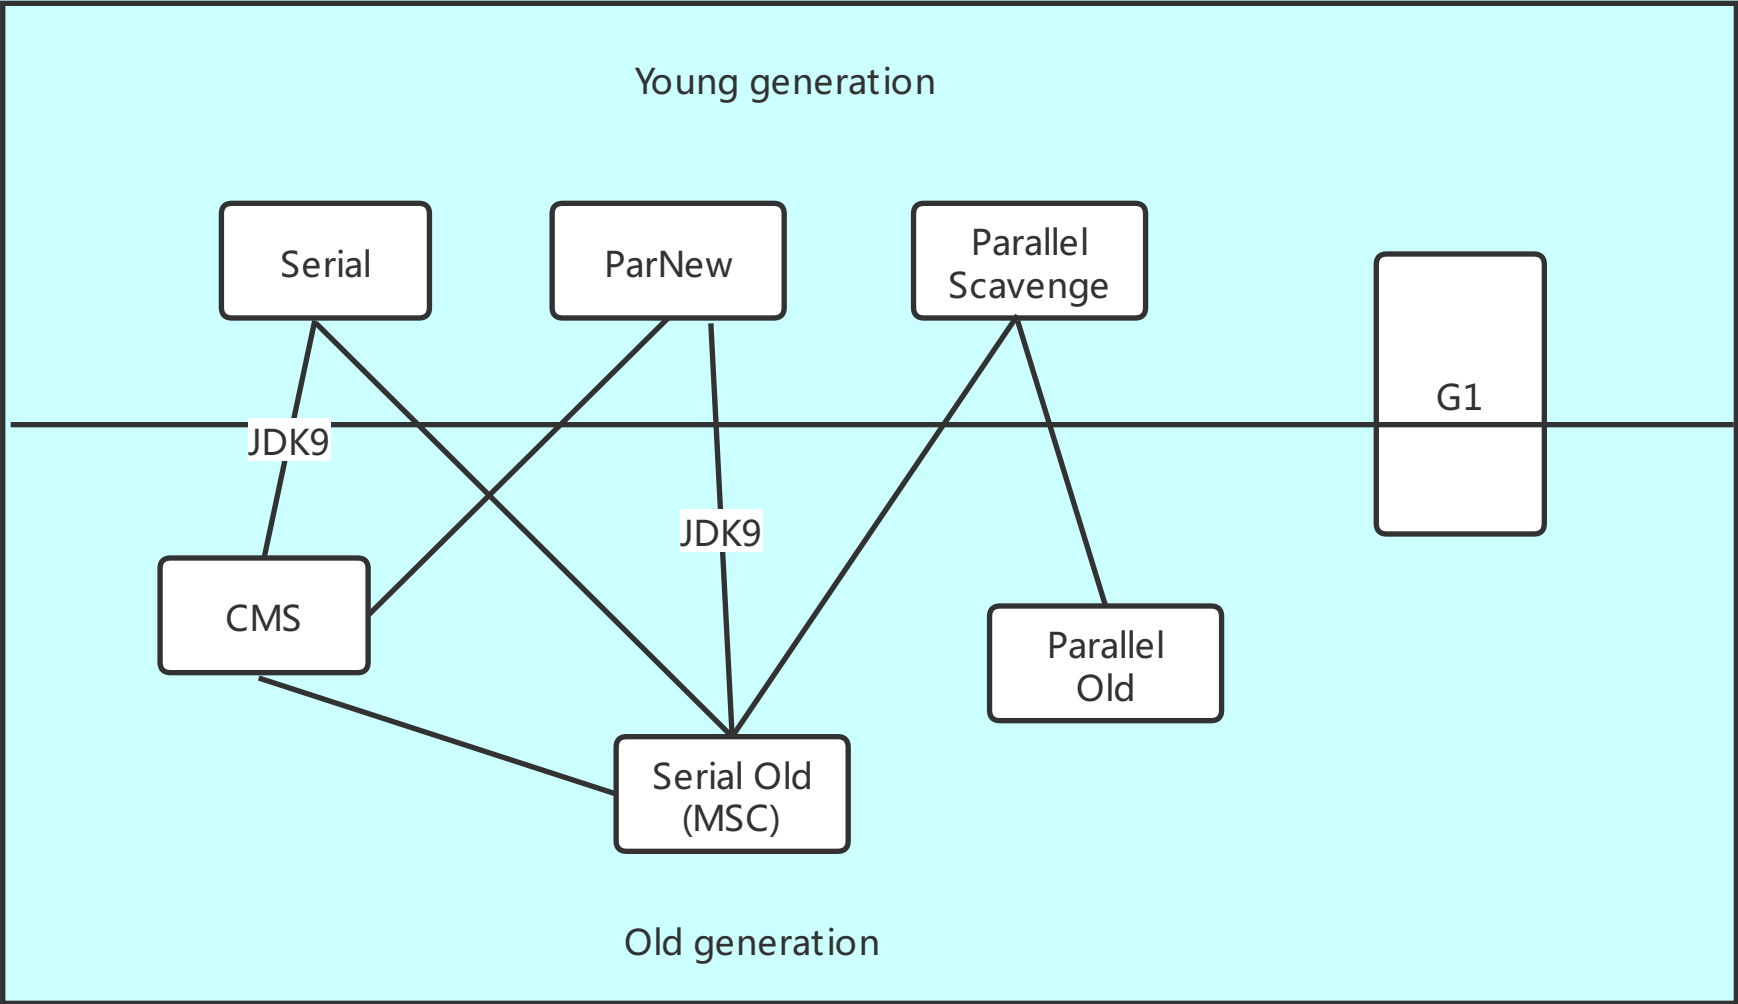 Young generation
Serial
ParNew
Parallel
Scavenge
G1
JDK9
JDK9
CMS
Parallel
Old
Serial Old
(MSC)
Old generation